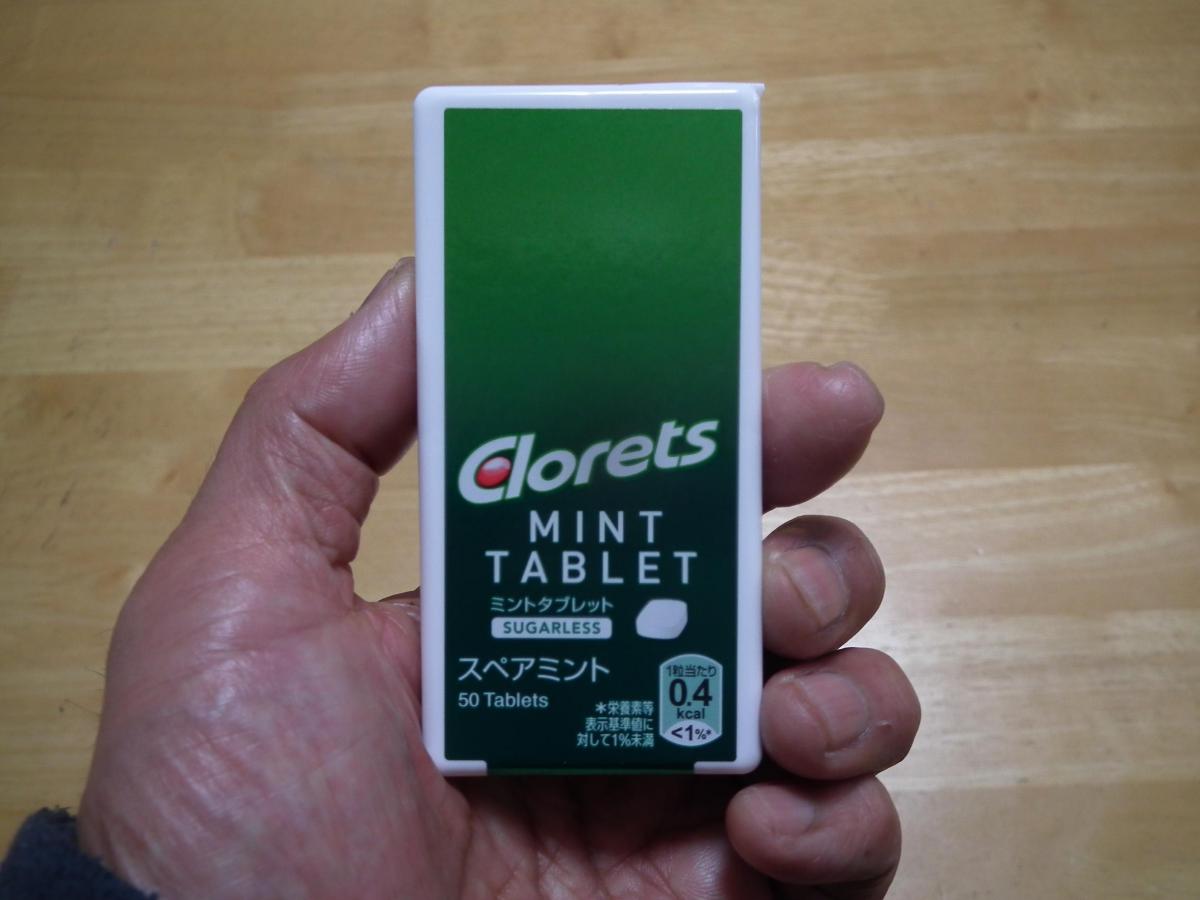 Clorets
MINT
TABLET
ミントタブレット
SUGARLESS
スペアミント
50 Tablets
*栄養素等
表示基準値に
対して1%未満
1粒当たり
0.4
kcal
<1%*